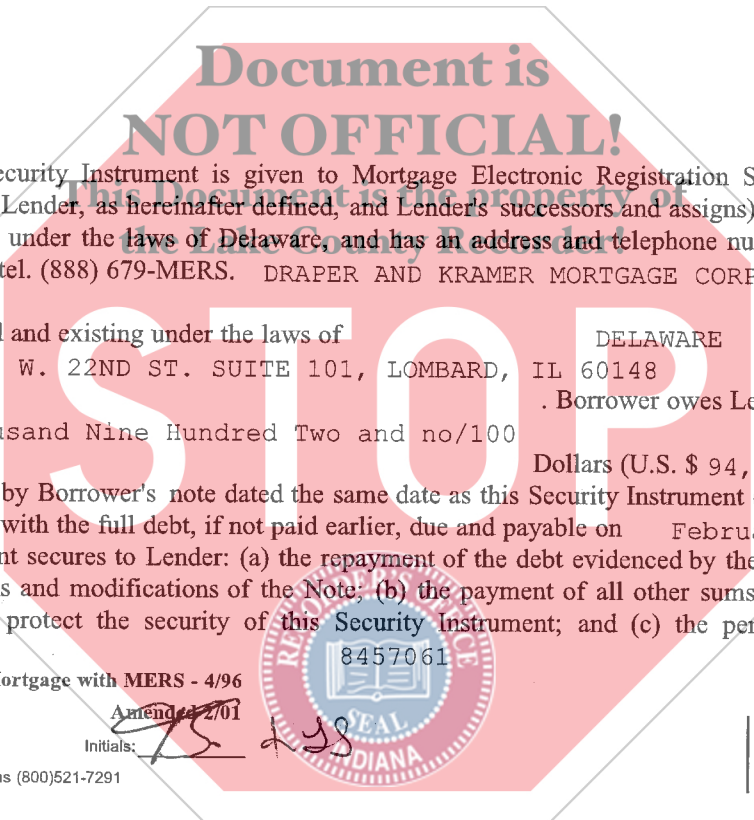 Document is
NOT OFFICIAL!
This Document is the property of
the Lake County Recorder!
STOP
ecurity Instrument is given to Mortgage Electronic Registration S
Lender, as hereinafter defined, and Lender's successors and assigns)
under the laws of Delaware, and has an address and telephone nu
tel. (888) 679-MERS. DRAPER AND KRAMER MORTGAGE CORP
d and existing under the laws of DELAWARE
W. 22ND ST. SUITE 101, LOMBARD, IL 60148
. Borrower owes Le
usand Nine Hundred Two and no/100
Dollars (U.S. $ 94,
by Borrower's note dated the same date as this Security Instrument
with the full debt, if not paid earlier, due and payable on Februa
nt secures to Lender: (a) the repayment of the debt evidenced by the
s and modifications of the Note; (b) the payment of all other sums
protect the security of this Security Instrument; and (c) the per
RECORDER'S OFFICE
8457061
SEAL
INDIANA
ortgage with MERS - 4/96
Amended 2/01
Initials:
ns (800)521-7291